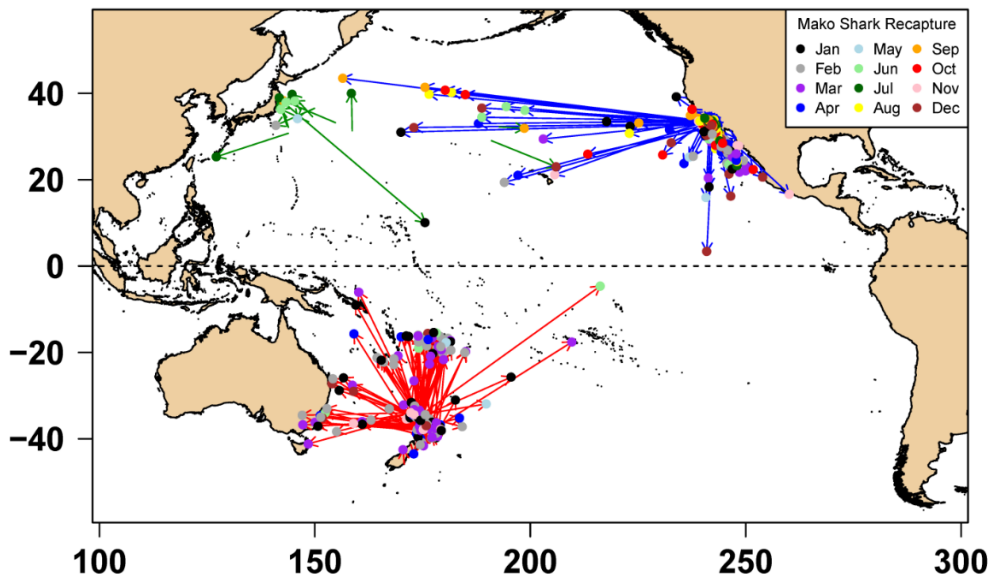 Mako Shark Recapture
Jan May Sep
Feb Jun Oct
Mar Jul Nov
Apr Aug Dec
40
20
0
−20
−40
100 150 200 250 300